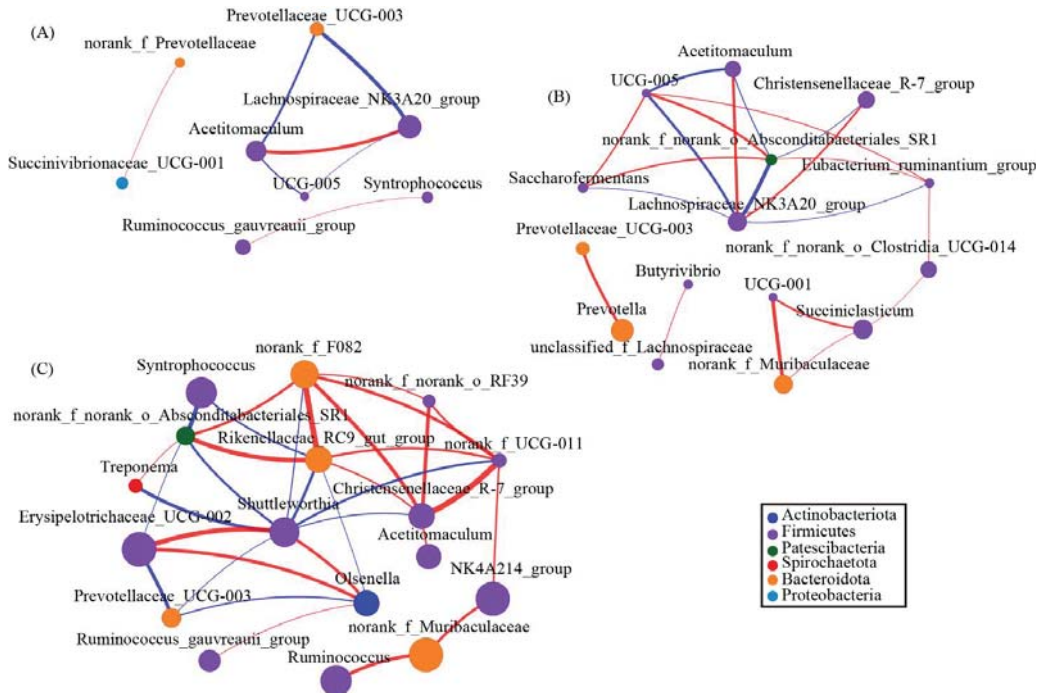 (A)
Prevotellaceae_UCG-003
norank_f_Prevotellaceae
Lachnospiraceae_NK3A20_group
Acetitomaculum
Succinivibrionaceae_UCG-001
UCG-005
Syntrophococcus
Ruminococcus_gauvreauii_group
(B)
Acetitomaculum
UCG-005
Christensenellaceae_R-7_group
norank_f_norank_o_Absconditabacteriales_SR1
Saccharofermentans
Eubacterium_ruminantium_group
Lachnospiraceae_NK3A20_group
Prevotellaceae_UCG-003
norank_f_norank_o_Clostridia_UCG-014
Butyrivibrio
UCG-001
Prevotella
Succiniclasticum
unclassified_f_Lachnospiraceae
norank_f_Muribaculaceae
(C)
norank_f_F082
Syntrophococcus
norank_f_norank_o_RF39
norank_f_norank_o_Absconditabacteriales_SR1
Rikenellaceae_RC9_gut_group
norank_f_UCG-011
Treponema
Christensenellaceae_R-7_group
Shuttleworthia
Erysipelotrichaceae_UCG-002
Acetitomaculum
NK4A214_group
Olsenella
Prevotellaceae_UCG-003
norank_f_Muribaculaceae
Ruminococcus_gauvreauii_group
Ruminococcus
Actinobacteriota
Firmicutes
Patescibacteria
Spirochaetota
Bacteroidota
Proteobacteria